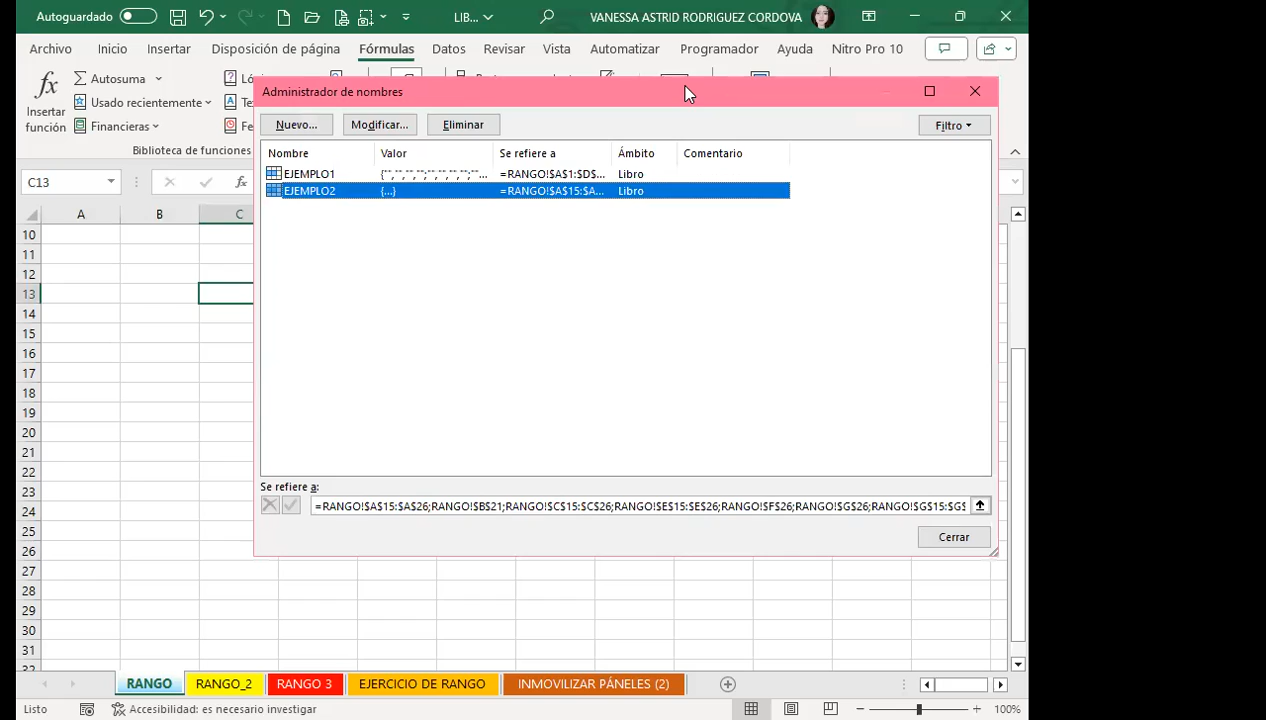 Autoguardado LIB... VANESSA ASTRID RODRIGUEZ CORDOVA
Archivo Inicio Insertar Disposición de página Fórmulas Datos Revisar Vista Automatizar Programador Ayuda Nitro Pro 10
fx Autosuma
Insertar función
Usado recientemente
Financieras
Biblioteca de funciones
Administrador de nombres
Nuevo... Modificar... Eliminar Filtro
Nombre Valor Se refiere a Ámbito Comentario
EJEMPLO1 =RANGO!$A$1:$D$... Libro
EJEMPLO2 {...} =RANGO!$A$15:$A... Libro
Se refiere a:
=RANGO!$A$15:$A$26;RANGO!$B$21;RANGO!$C$15:$C$26;RANGO!$E$15:$E$26;RANGO!$F$26;RANGO!$G$26;RANGO!$G$15:$G$
Cerrar
C13 fx
A B C
10
11
12
13
14
15
16
17
18
19
20
21
22
23
24
25
26
27
28
29
30
31
RANGO RANGO_2 RANGO 3 EJERCICIO DE RANGO INMOVILIZAR PÁNELES (2)
Listo Accesibilidad: es necesario investigar 100%